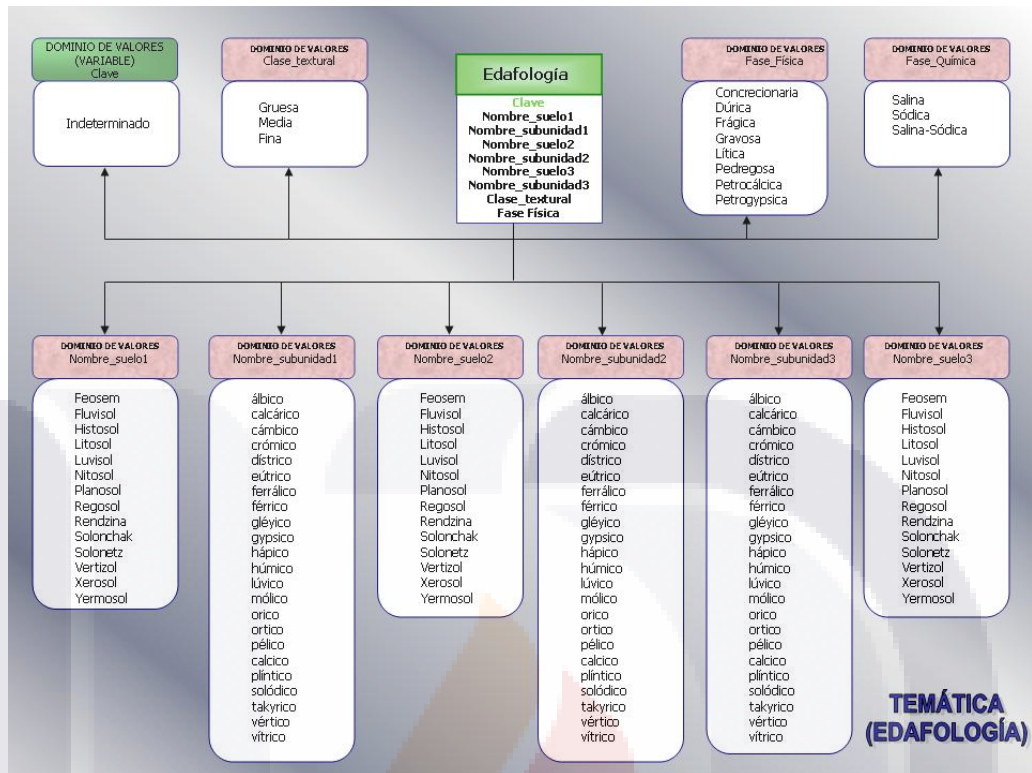 DOMINIO DE VALORES
(VARIABLE)
Clave
Indeterminado
DOMINIO DE VALORES
Clase_textural
Gruesa
Media
Fina
Edafología
Clave
Nombre_suelo1
Nombre_subunidad1
Nombre_suelo2
Nombre_subunidad2
Nombre_suelo3
Nombre_subunidad3
Clase_textural
Fase Física
DOMINIO DE VALORES
Fase_Física
Concrecionaria
Dúrica
Frágica
Gravosa
Lítica
Pedregosa
Petrocálcica
Petrogypsica
DOMINIO DE VALORES
Fase_Química
Salina
Sódica
Salina-Sódica
DOMINIO DE VALORES
Nombre_suelo1
Feosem
Fluvisol
Histosol
Litosol
Luvisol
Nitosol
Planosol
Regosol
Rendzina
Solonchak
Solonetz
Vertizol
Xerosol
Yermosol
DOMINIO DE VALORES
Nombre_subunidad1
álbico
calcárico
cámbico
crómico
dístrico
eútrico
ferrálico
férrico
gléyico
gypsico
hápico
húmico
lúvico
mólico
orico
ortico
pélico
calcico
plíntico
solódico
takyrico
vértico
vítrico
DOMINIO DE VALORES
Nombre_suelo2
Feosem
Fluvisol
Histosol
Litosol
Luvisol
Nitosol
Planosol
Regosol
Rendzina
Solonchak
Solonetz
Vertizol
Xerosol
Yermosol
DOMINIO DE VALORES
Nombre_subunidad2
álbico
calcárico
cámbico
crómico
dístrico
eútrico
ferrálico
férrico
gléyico
gypsico
hápico
húmico
lúvico
mólico
orico
ortico
pélico
calcico
plíntico
solódico
takyrico
vértico
vítrico
DOMINIO DE VALORES
Nombre_subunidad3
álbico
calcárico
cámbico
crómico
dístrico
eútrico
ferrálico
férrico
gléyico
gypsico
hápico
húmico
lúvico
mólico
orico
ortico
pélico
calcico
plíntico
solódico
takyrico
vértico
vítrico
DOMINIO DE VALORES
Nombre_suelo3
Feosem
Fluvisol
Histosol
Litosol
Luvisol
Nitosol
Planosol
Regosol
Rendzina
Solonchak
Solonetz
Vertizol
Xerosol
Yermosol
TEMÁTICA
(EDAFOLOGÍA)